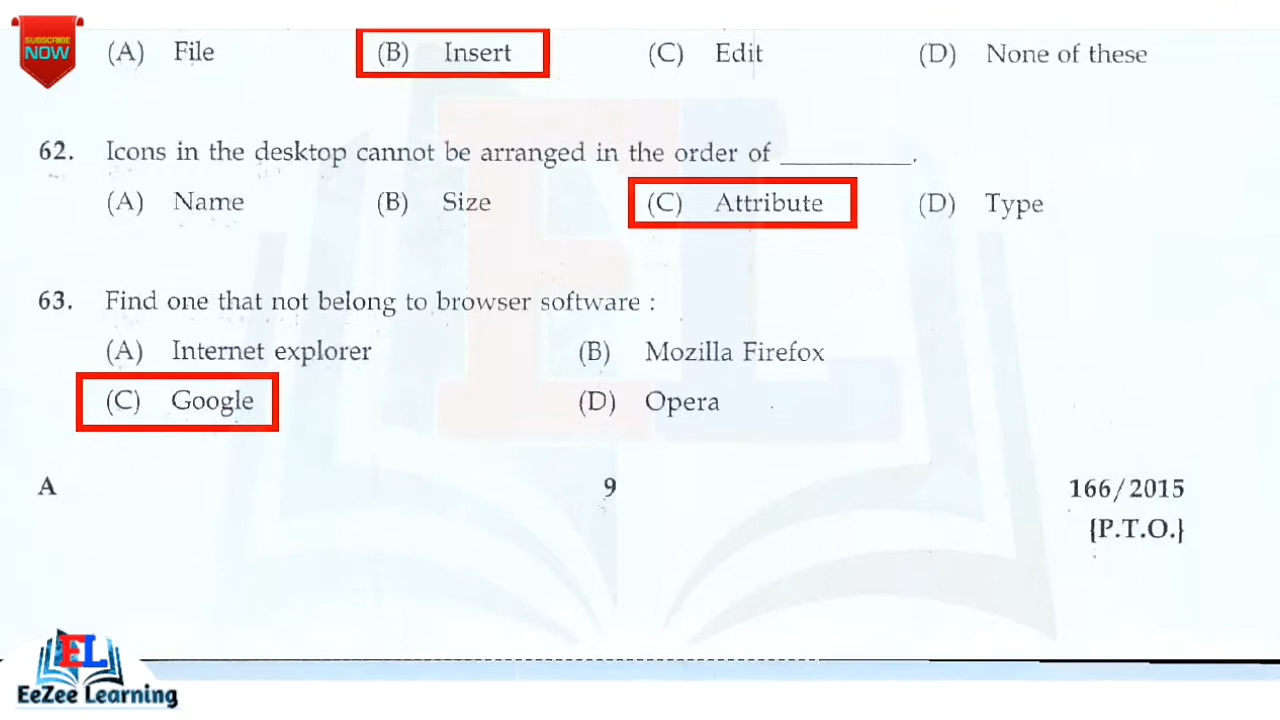 SUBSCRIBE
NOW
(A) File (B) Insert (C) Edit (D) None of these
62. Icons in the desktop cannot be arranged in the order of __________.
(A) Name (B) Size (C) Attribute (D) Type
63. Find one that not belong to browser software :
(A) Internet explorer (B) Mozilla Firefox
(C) Google (D) Opera
A 9 166/2015
{P.T.O.}
EL
EeZee Learning